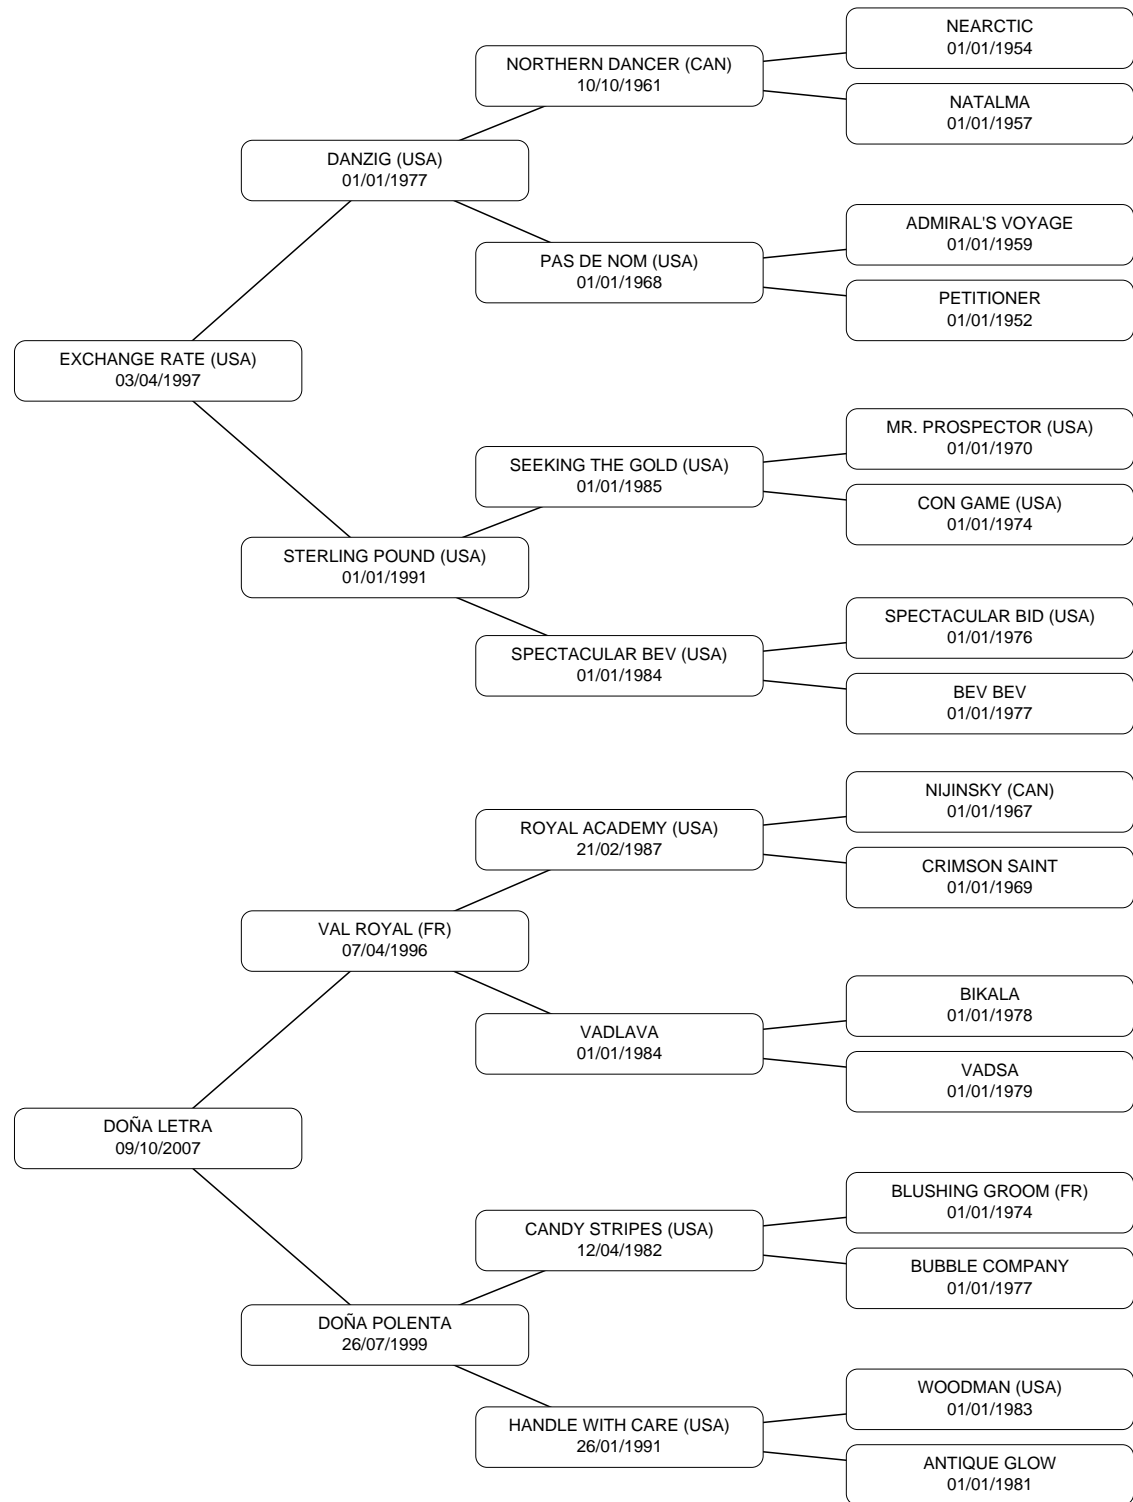 NEARCTIC
01/01/1954
NORTHERN DANCER (CAN)
10/10/1961
NATALMA
01/01/1957
DANZIG (USA)
01/01/1977
ADMIRAL'S VOYAGE
01/01/1959
PAS DE NOM (USA)
01/01/1968
PETITIONER
01/01/1952
EXCHANGE RATE (USA)
03/04/1997
MR. PROSPECTOR (USA)
01/01/1970
SEEKING THE GOLD (USA)
01/01/1985
CON GAME (USA)
01/01/1974
STERLING POUND (USA)
01/01/1991
SPECTACULAR BID (USA)
01/01/1976
SPECTACULAR BEV (USA)
01/01/1984
BEV BEV
01/01/1977
NIJINSKY (CAN)
01/01/1967
ROYAL ACADEMY (USA)
21/02/1987
CRIMSON SAINT
01/01/1969
VAL ROYAL (FR)
07/04/1996
BIKALA
01/01/1978
VADLAVA
01/01/1984
VADSA
01/01/1979
DOÑA LETRA
09/10/2007
BLUSHING GROOM (FR)
01/01/1974
CANDY STRIPES (USA)
12/04/1982
BUBBLE COMPANY
01/01/1977
DOÑA POLENTA
26/07/1999
WOODMAN (USA)
01/01/1983
HANDLE WITH CARE (USA)
26/01/1991
ANTIQUE GLOW
01/01/1981